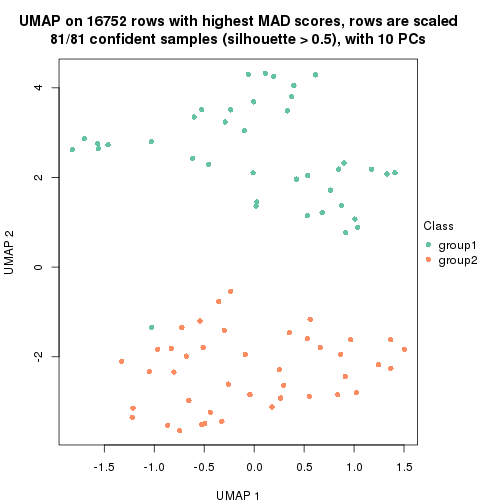 UMAP on 16752 rows with highest MAD scores, rows are scaled
81/81 confident samples (silhouette > 0.5), with 10 PCs
4
2
0
-2
UMAP 2
-1.5 -1.0 -0.5 0.0 0.5 1.0 1.5
UMAP 1
Class
group1
group2